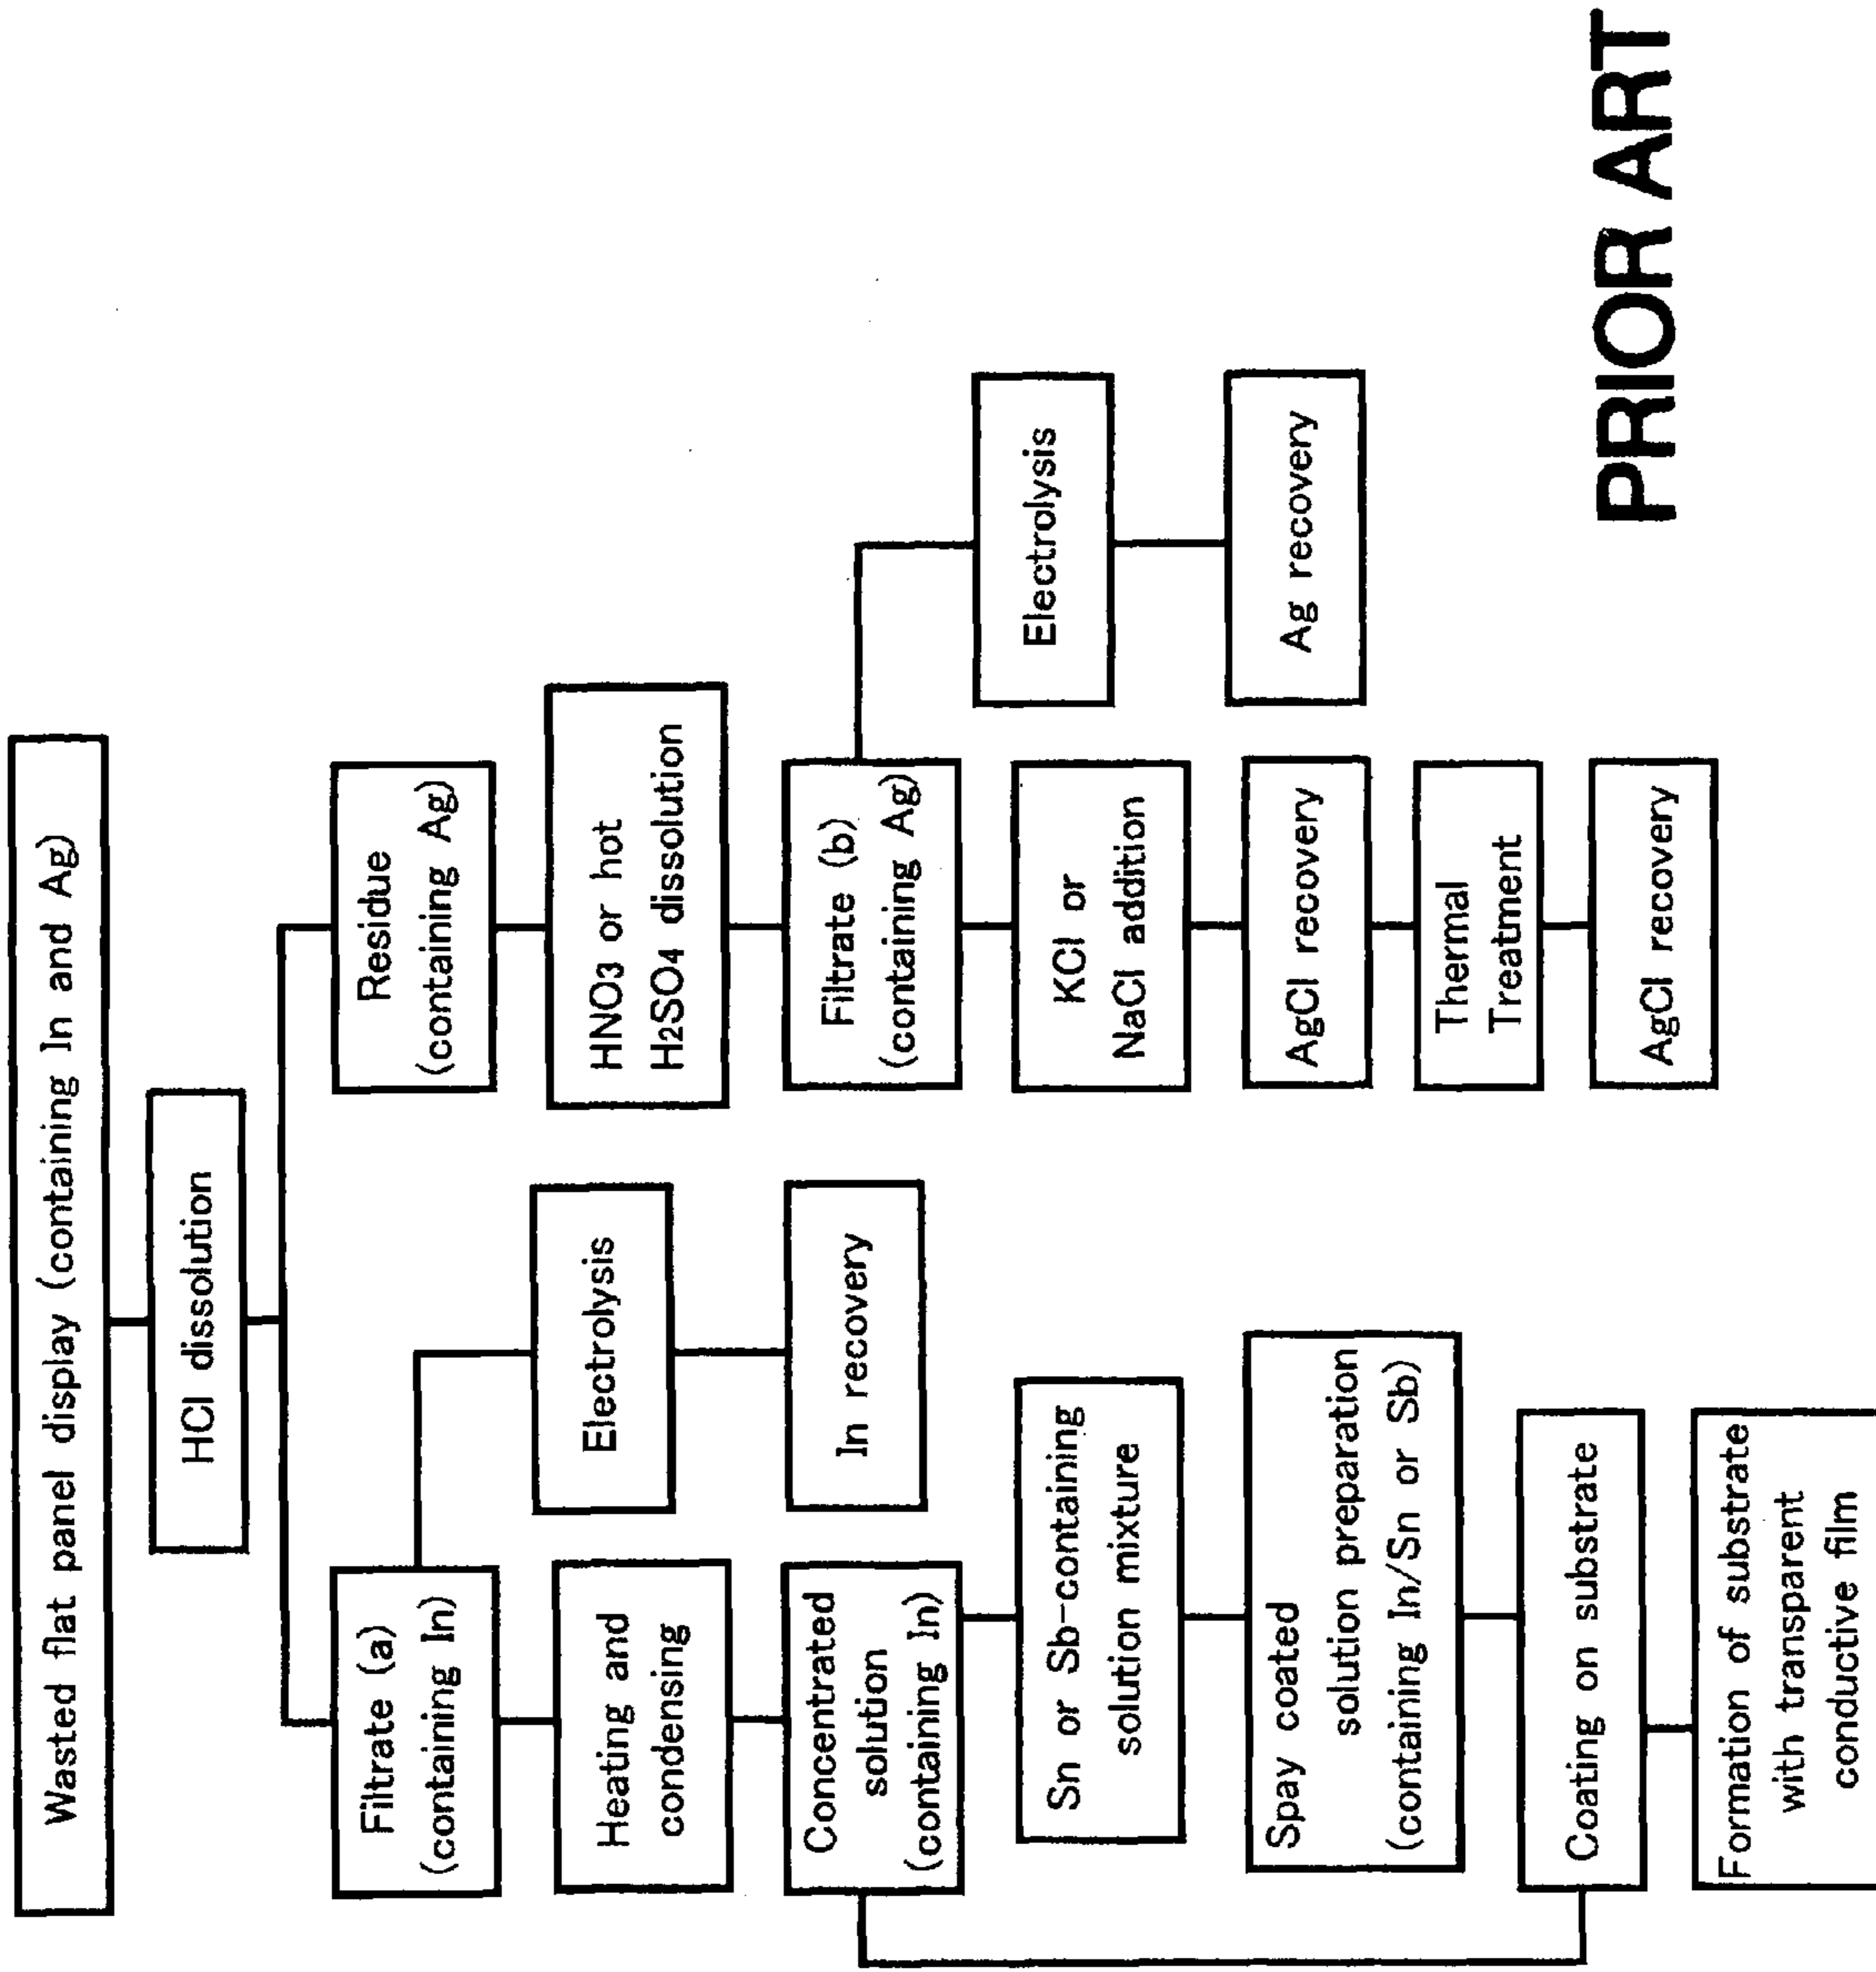 Wasted flat panel display (containing In and Ag)
HCl dissolution
Filtrate (a)
(containing In)
Heating and
condensing
Concentrated
solution
(containing In)
Sn or Sb-containing
solution mixture
Spay coated
solution preparation
(containing In/Sn or Sb)
Coating on substrate
Formation of substrate
with transparent
conductive film
Electrolysis
In recovery
Residue
(containing Ag)
HNO3 or hot
H2SO4 dissolution
Filtrate (b)
(containing Ag)
KCl or
NaCl addition
AgCl recovery
Thermal
Treatment
AgCl recovery
Electrolysis
Ag recovery
PRIOR ART